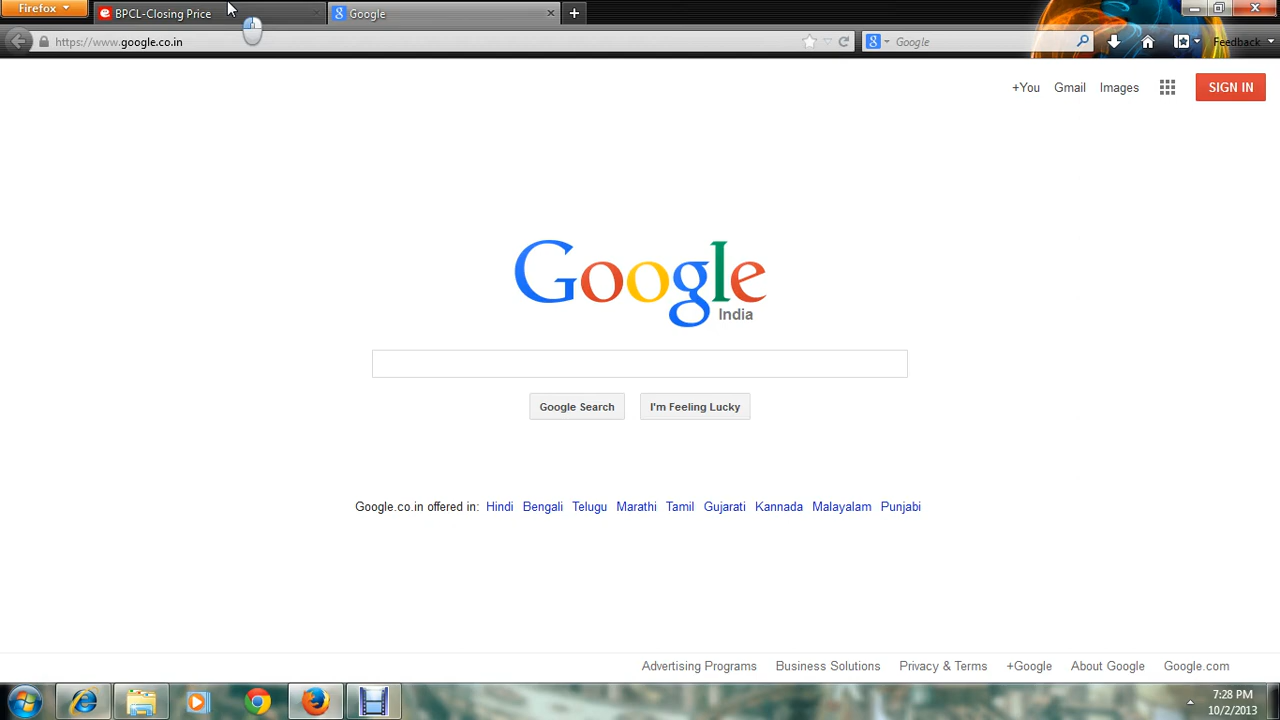 Firefox
BPCL-Closing Price
Google
https://www.google.co.in
Google
Feedback
+You Gmail Images SIGN IN
Google
India
Google Search I'm Feeling Lucky
Google.co.in offered in: Hindi Bengali Telugu Marathi Tamil Gujarati Kannada Malayalam Punjabi
Advertising Programs Business Solutions Privacy & Terms +Google About Google Google.com
7:28 PM
10/2/2013